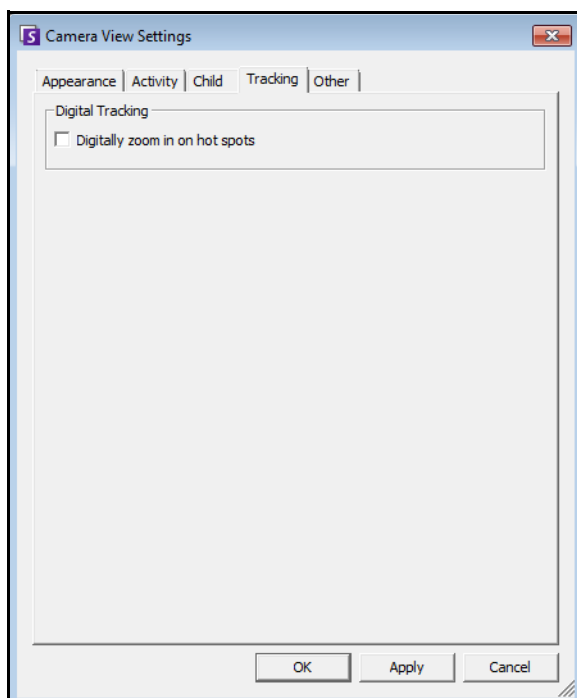 Camera View Settings
Appearance Activity Child Tracking Other
Digital Tracking
Digitally zoom in on hot spots
OK Apply Cancel